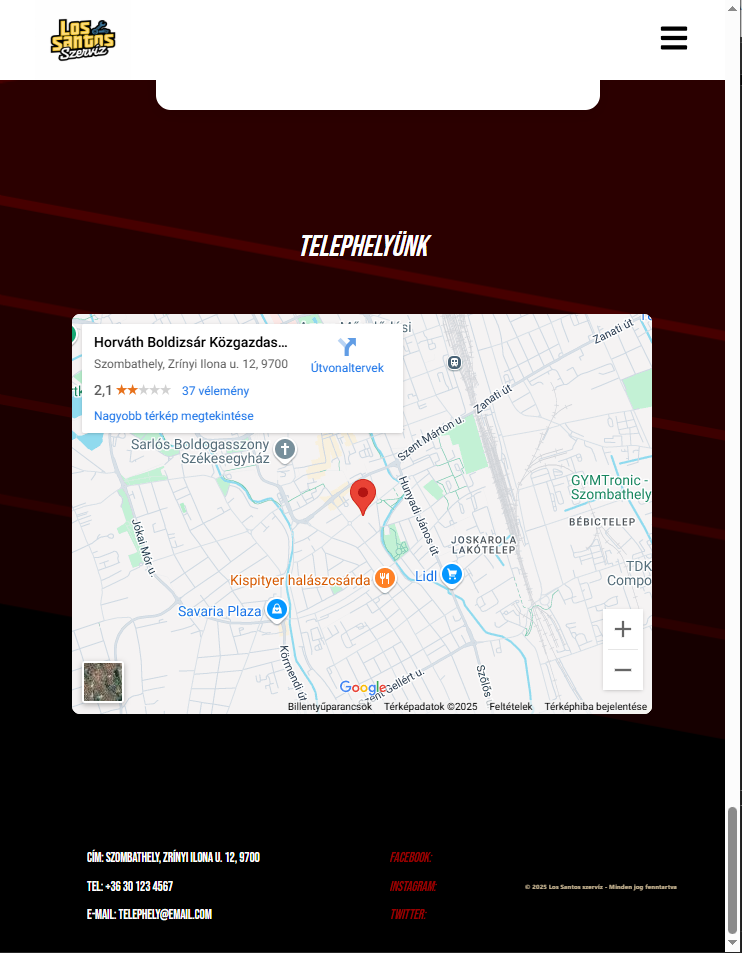 Los
Santos
Szerviz
TELEPHELYÜNK
Horváth Boldizsár Közgazdas...
Szombathely, Zrínyi Ilona u. 12, 9700
2,1
37 vélemény
Nagyobb térkép megtekintése
Útvonaltervek
Zanati út
Zanati út
Szent Márton u.
Sarlós Boldogasszony
Székesegyház
GYMTronic -
Szombathely
BÉBICTELEP
Hunyadi János út
Jókai Mór u.
JOSKAROLA
LAKÓTELEP
TDK
Compo
Kispityer halászcsárda
Lidl
Savaria Plaza
Körmendi út
Szőlős
Szent Gellért u.
Google
Billentyűparancsok
Térképadatok ©2025
Feltételek
Térképhiba bejelentése
CÍM: SZOMBATHELY, ZRÍNYI ILONA U. 12, 9700
FACEBOOK:
TEL: +36 30 123 4567
INSTAGRAM:
© 2025 Los Santos szerviz - Minden jog fenntartva
E-MAIL: TELEPHELY@EMAIL.COM
TWITTER: